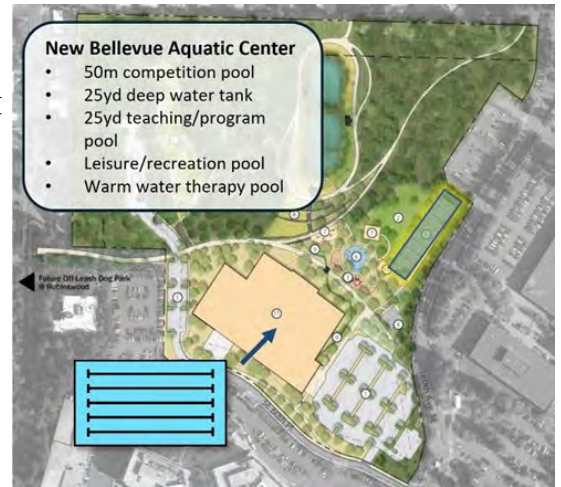 New Bellevue Aquatic Center
• 50m competition pool
• 25yd deep water tank
• 25yd teaching/program
pool
• Leisure/recreation pool
• Warm water therapy pool
Future Off-Leash Dog Park
@ Robinswood